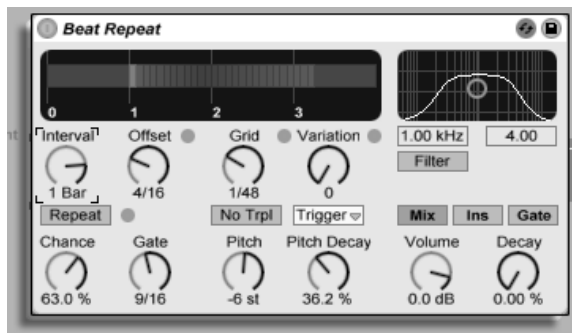 Beat Repeat
0 1 2 3
Interval Offset Grid Variation
1.00 kHz 4.00
Filter
1 Bar 4/16 1/48 0
Repeat No Trpl Trigger Mix Ins Gate
Chance Gate Pitch Pitch Decay Volume Decay
63.0 % 9/16 -6 st 36.2 % 0.0 dB 0.00 %